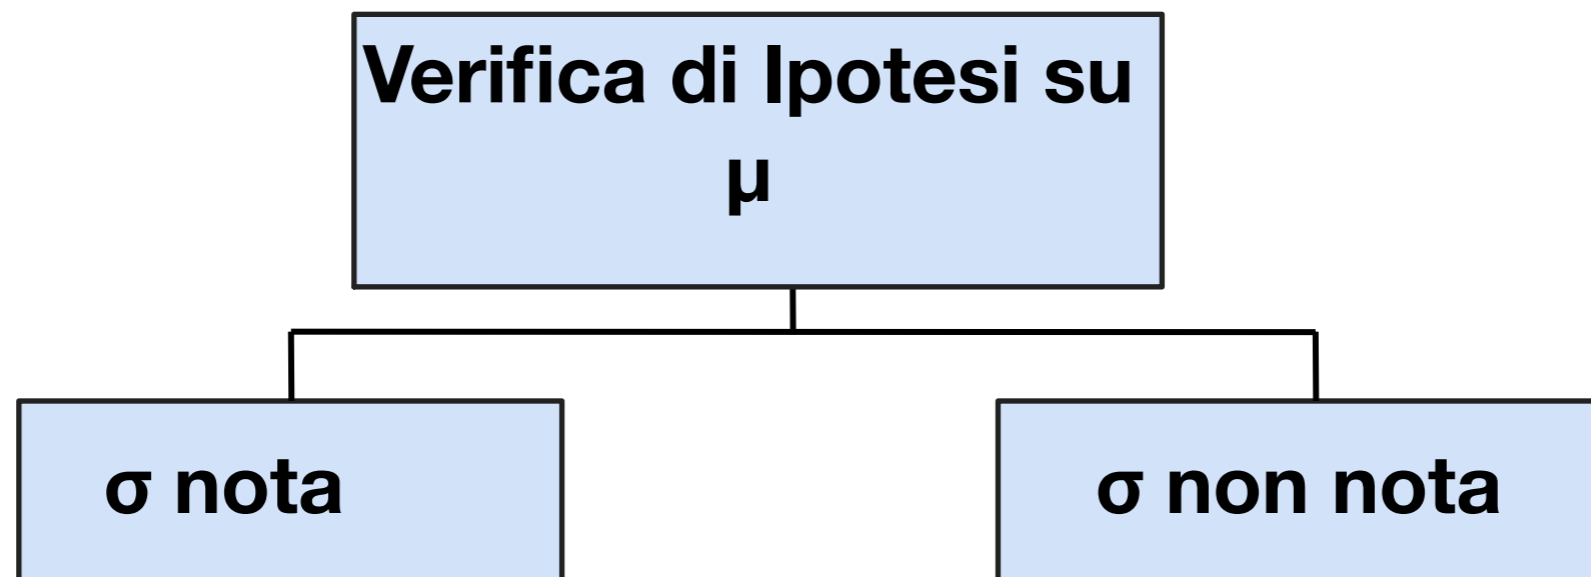 Verifica di Ipotesi su
μ
σ nota
σ non nota